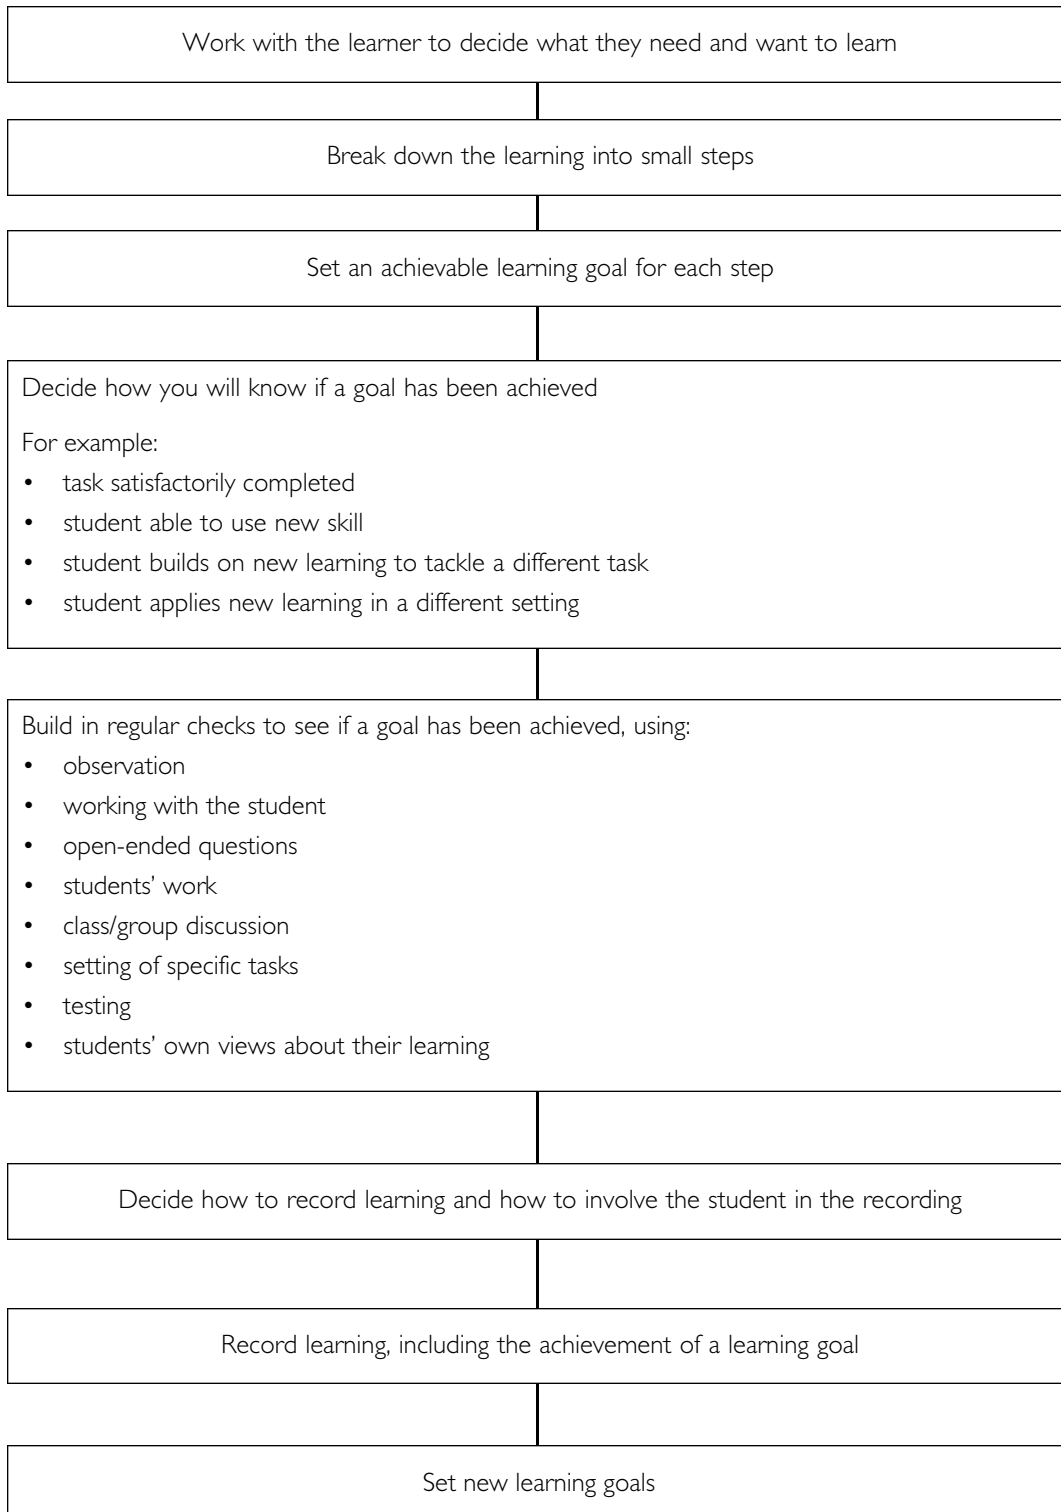 Work with the learner to decide what they need and want to learn
Break down the learning into small steps
Set an achievable learning goal for each step
Decide how you will know if a goal has been achieved
For example:
• task satisfactorily completed
• student able to use new skill
• student builds on new learning to tackle a different task
• student applies new learning in a different setting
Build in regular checks to see if a goal has been achieved, using:
• observation
• working with the student
• open-ended questions
• students’ work
• class/group discussion
• setting of specific tasks
• testing
• students’ own views about their learning
Decide how to record learning and how to involve the student in the recording
Record learning, including the achievement of a learning goal
Set new learning goals